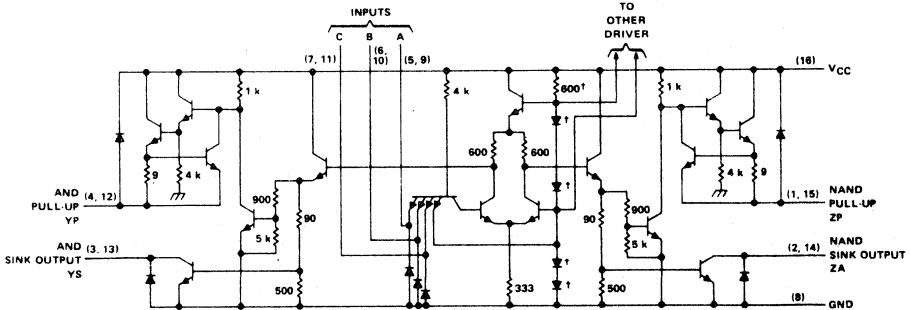 INPUTS
C B A
(7, 11) (6, 10) (5, 9)
TO
OTHER
DRIVER
(16)
VCC
1 k
4 k
600†
1 k
†
600
600
9
4 k
4 k
9
AND
PULL-UP
YP
(4, 12)
900
90
5 k
†
90
900
5 k
(1, 15)
NAND
PULL-UP
ZP
AND
SINK OUTPUT
YS
(3, 13)
(2, 14)
NAND
SINK OUTPUT
ZA
500
333
†
†
500
(8)
GND